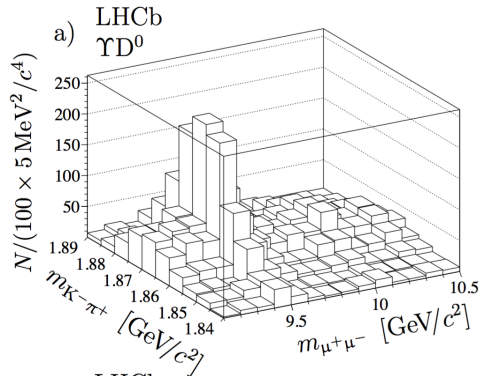 a) LHCb
ΥD⁰
N/(100 × 5 MeV²/c⁴)
250
200
150
100
50
1.89
1.88
1.87
1.86
1.85
1.84
m_{K⁻π⁺} [GeV/c²]
9.5
10
10.5
m_{μ⁺μ⁻} [GeV/c²]